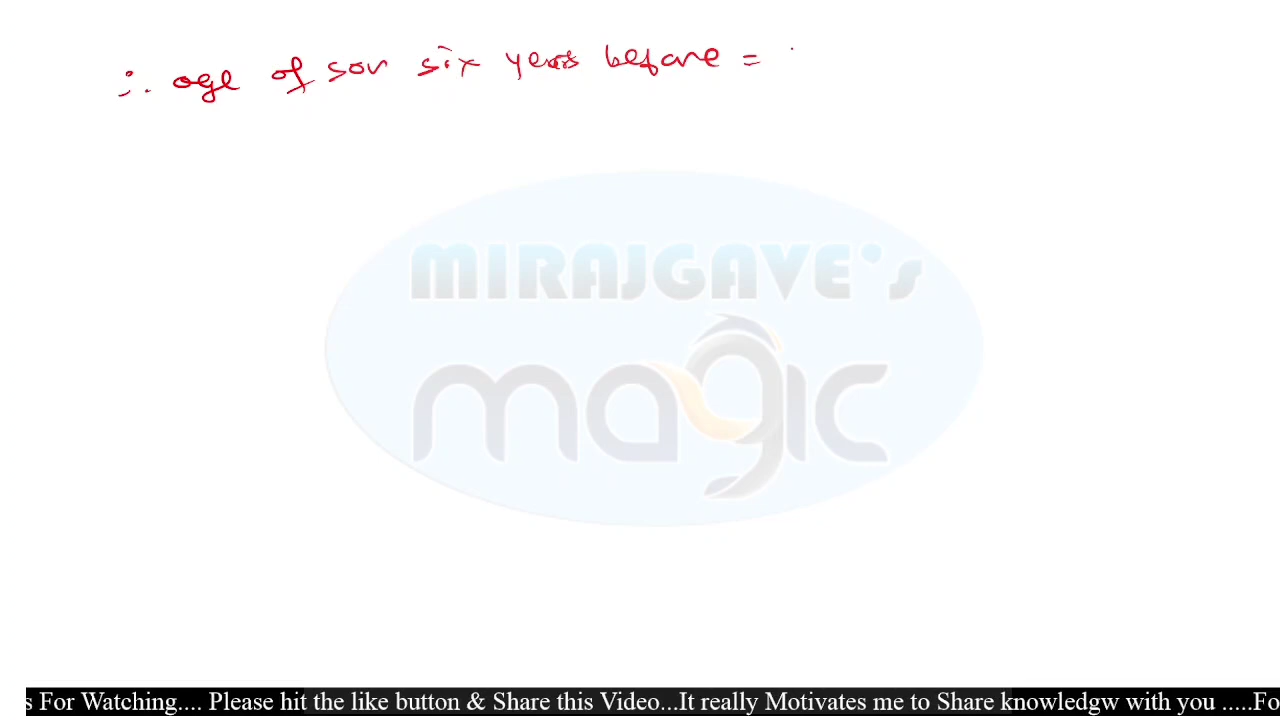 ∴ age of son six years before =
MIRAJGAVE's
magic
s For Watching.... Please hit the like button & Share this Video...It really Motivates me to Share knowledgw with you .....Fo